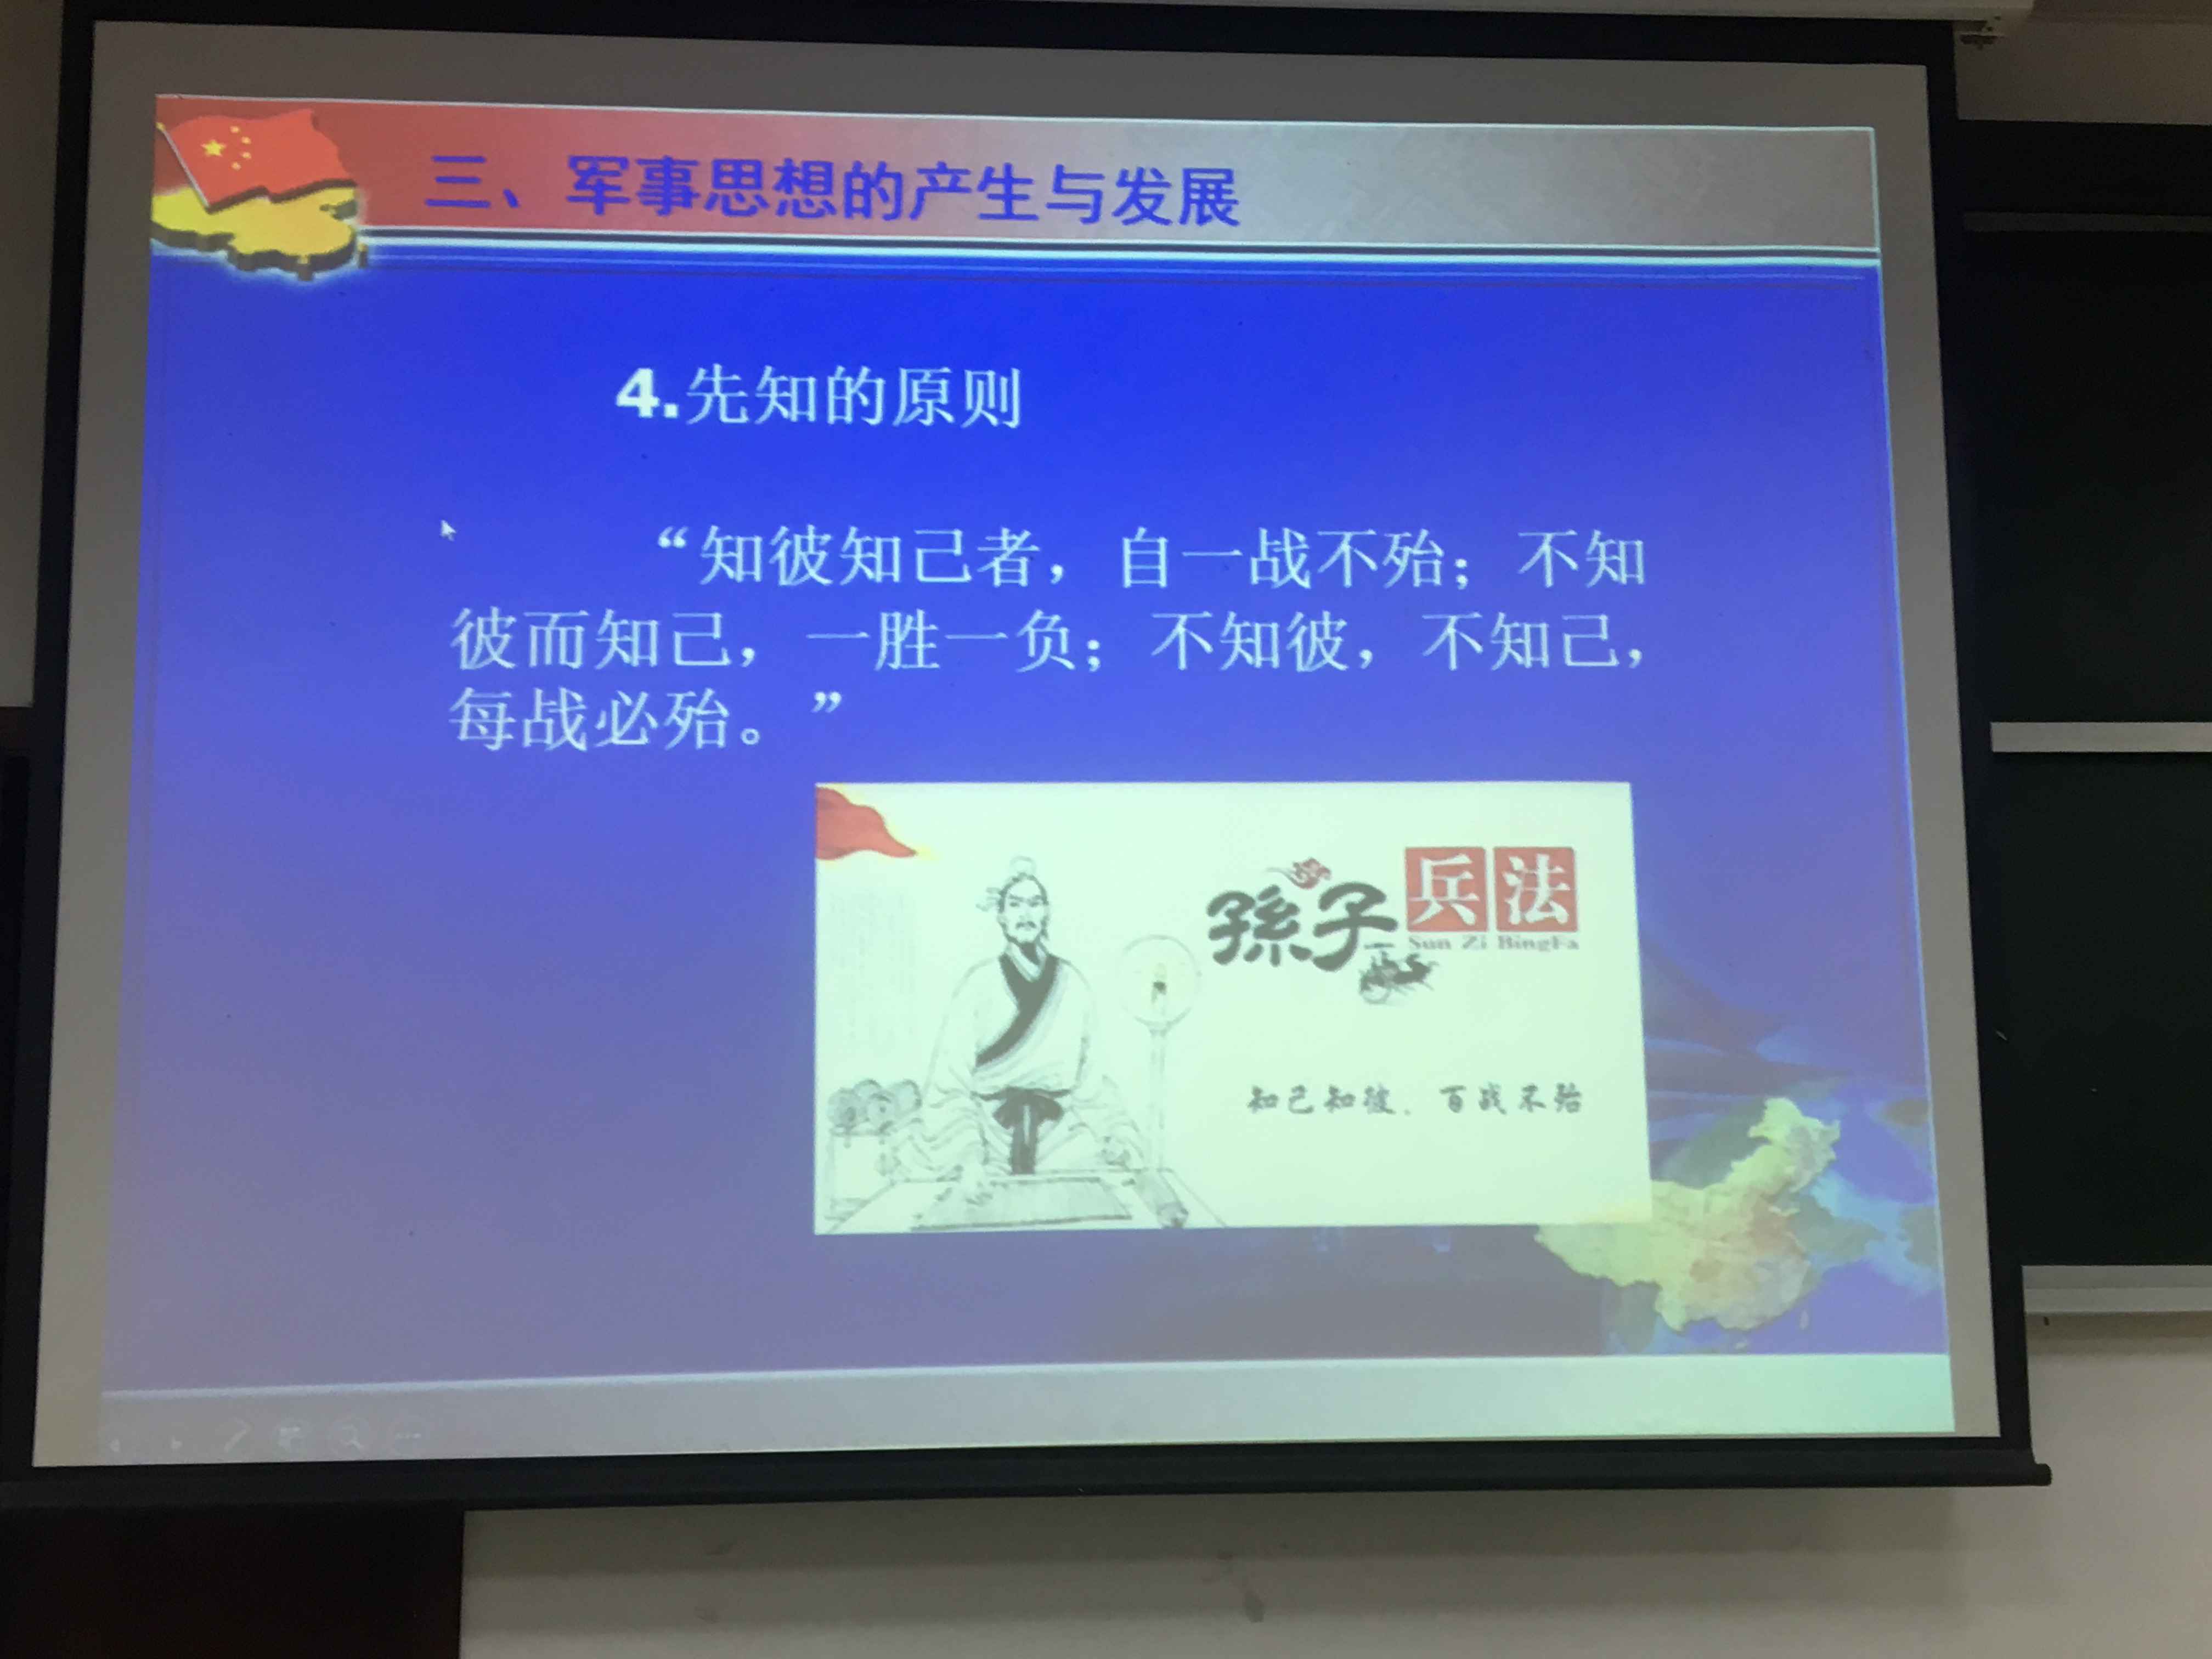 三、军事思想的产生与发展
4.先知的原则
“知彼知己者，自一战不殆；不知
彼而知己，一胜一负；不知彼，不知己，
每战必殆。”
孫子兵法
Sun Zi BingFa
知己知彼．百战不殆